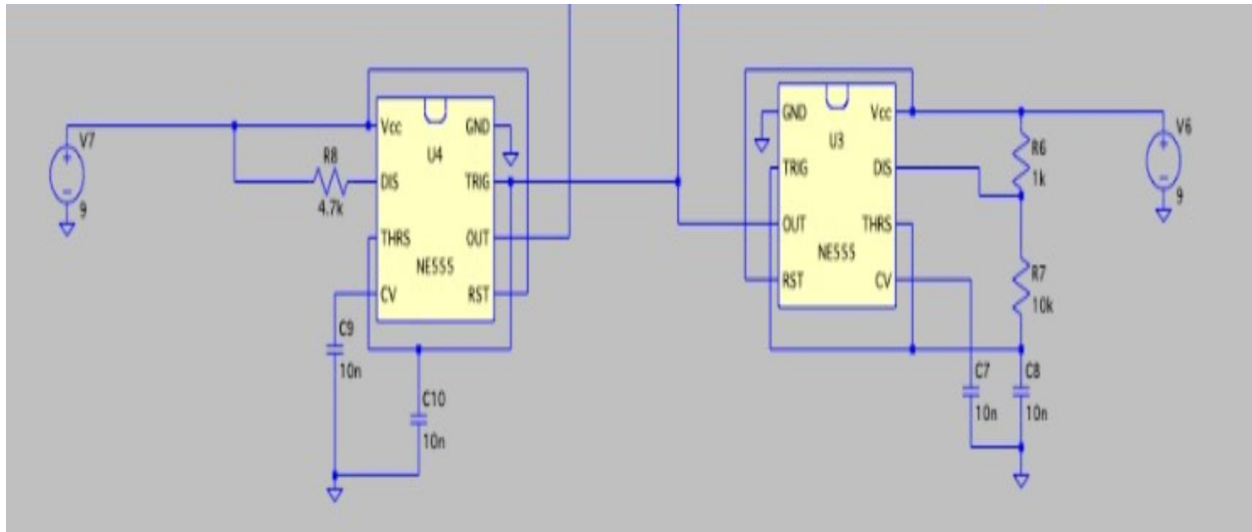 V7
9
R8
4.7k
Vcc
GND
U4
DIS
TRIG
THRS
OUT
NE555
CV
RST
C9
10n
C10
10n
GND
Vcc
U3
TRIG
DIS
OUT
THRS
NE555
RST
CV
R6
1k
V6
9
R7
10k
C7
10n
C8
10n